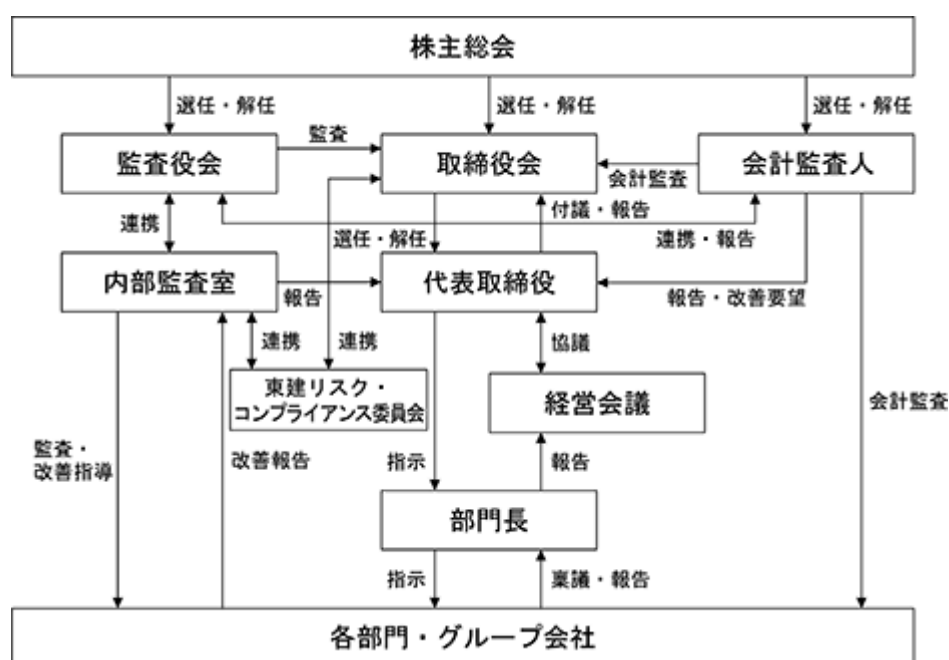 株主総会
選任・解任
選任・解任
選任・解任
監査
監査役会
取締役会
会計監査人
会計監査
連携
付議・報告
選任・解任
連携・報告
内部監査室
代表取締役
報告
報告・改善要望
連携
連携
協議
東建リスク・
コンプライアンス委員会
経営会議
会計監査
監査・
改善指導
改善報告
指示
報告
部門長
指示
稟議・報告
各部門・グループ会社